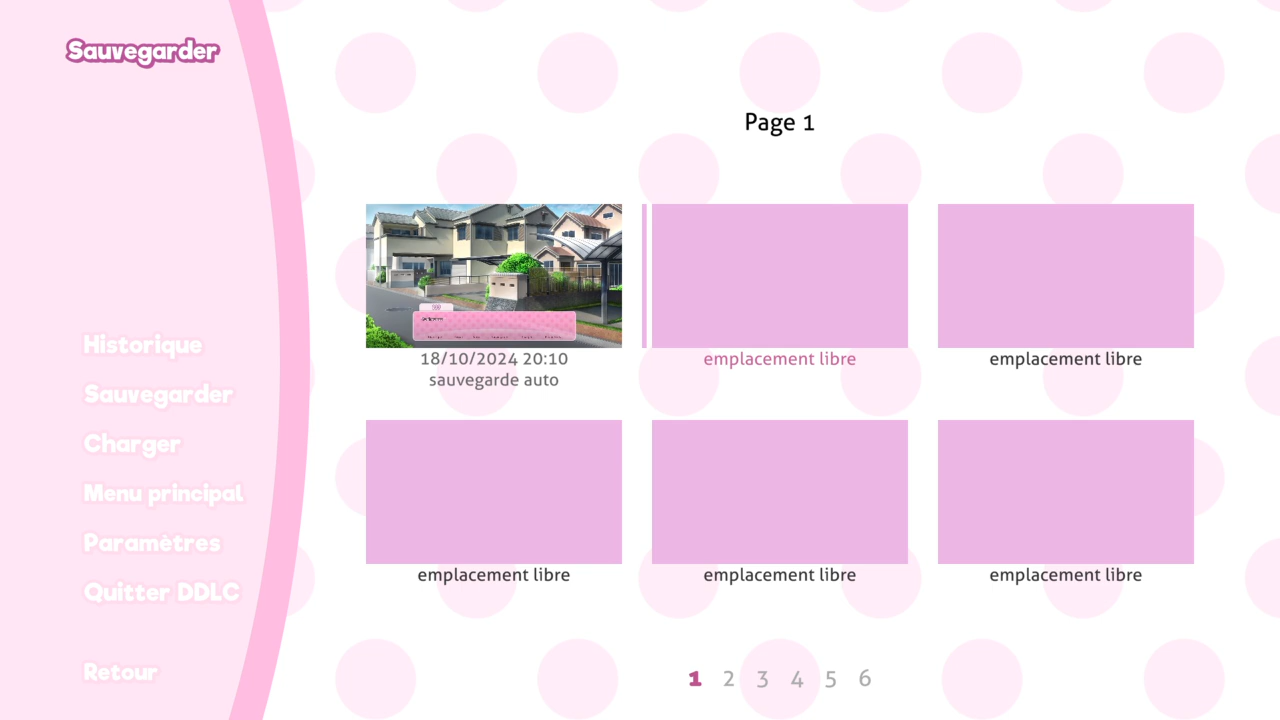 Sauvegarder
Page 1
18/10/2024 20:10
sauvegarde auto
emplacement libre
emplacement libre
emplacement libre
emplacement libre
emplacement libre
Historique
Sauvegarder
Charger
Menu principal
Paramètres
Quitter DDLC
Retour
1 2 3 4 5 6